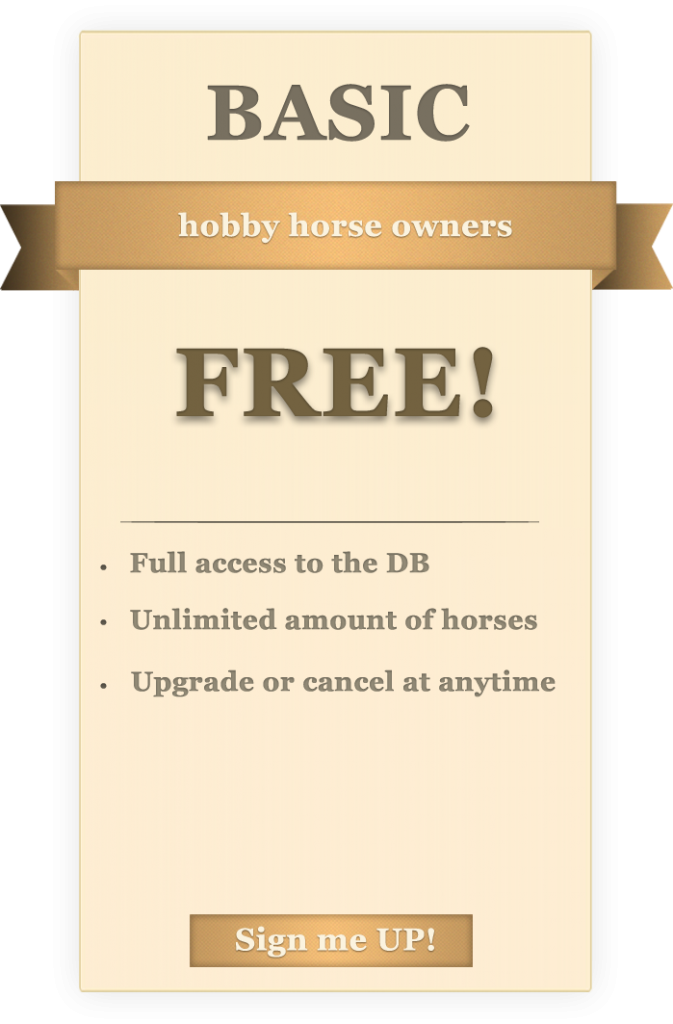 BASIC
hobby horse owners
FREE!
• Full access to the DB
• Unlimited amount of horses
• Upgrade or cancel at anytime
Sign me UP!